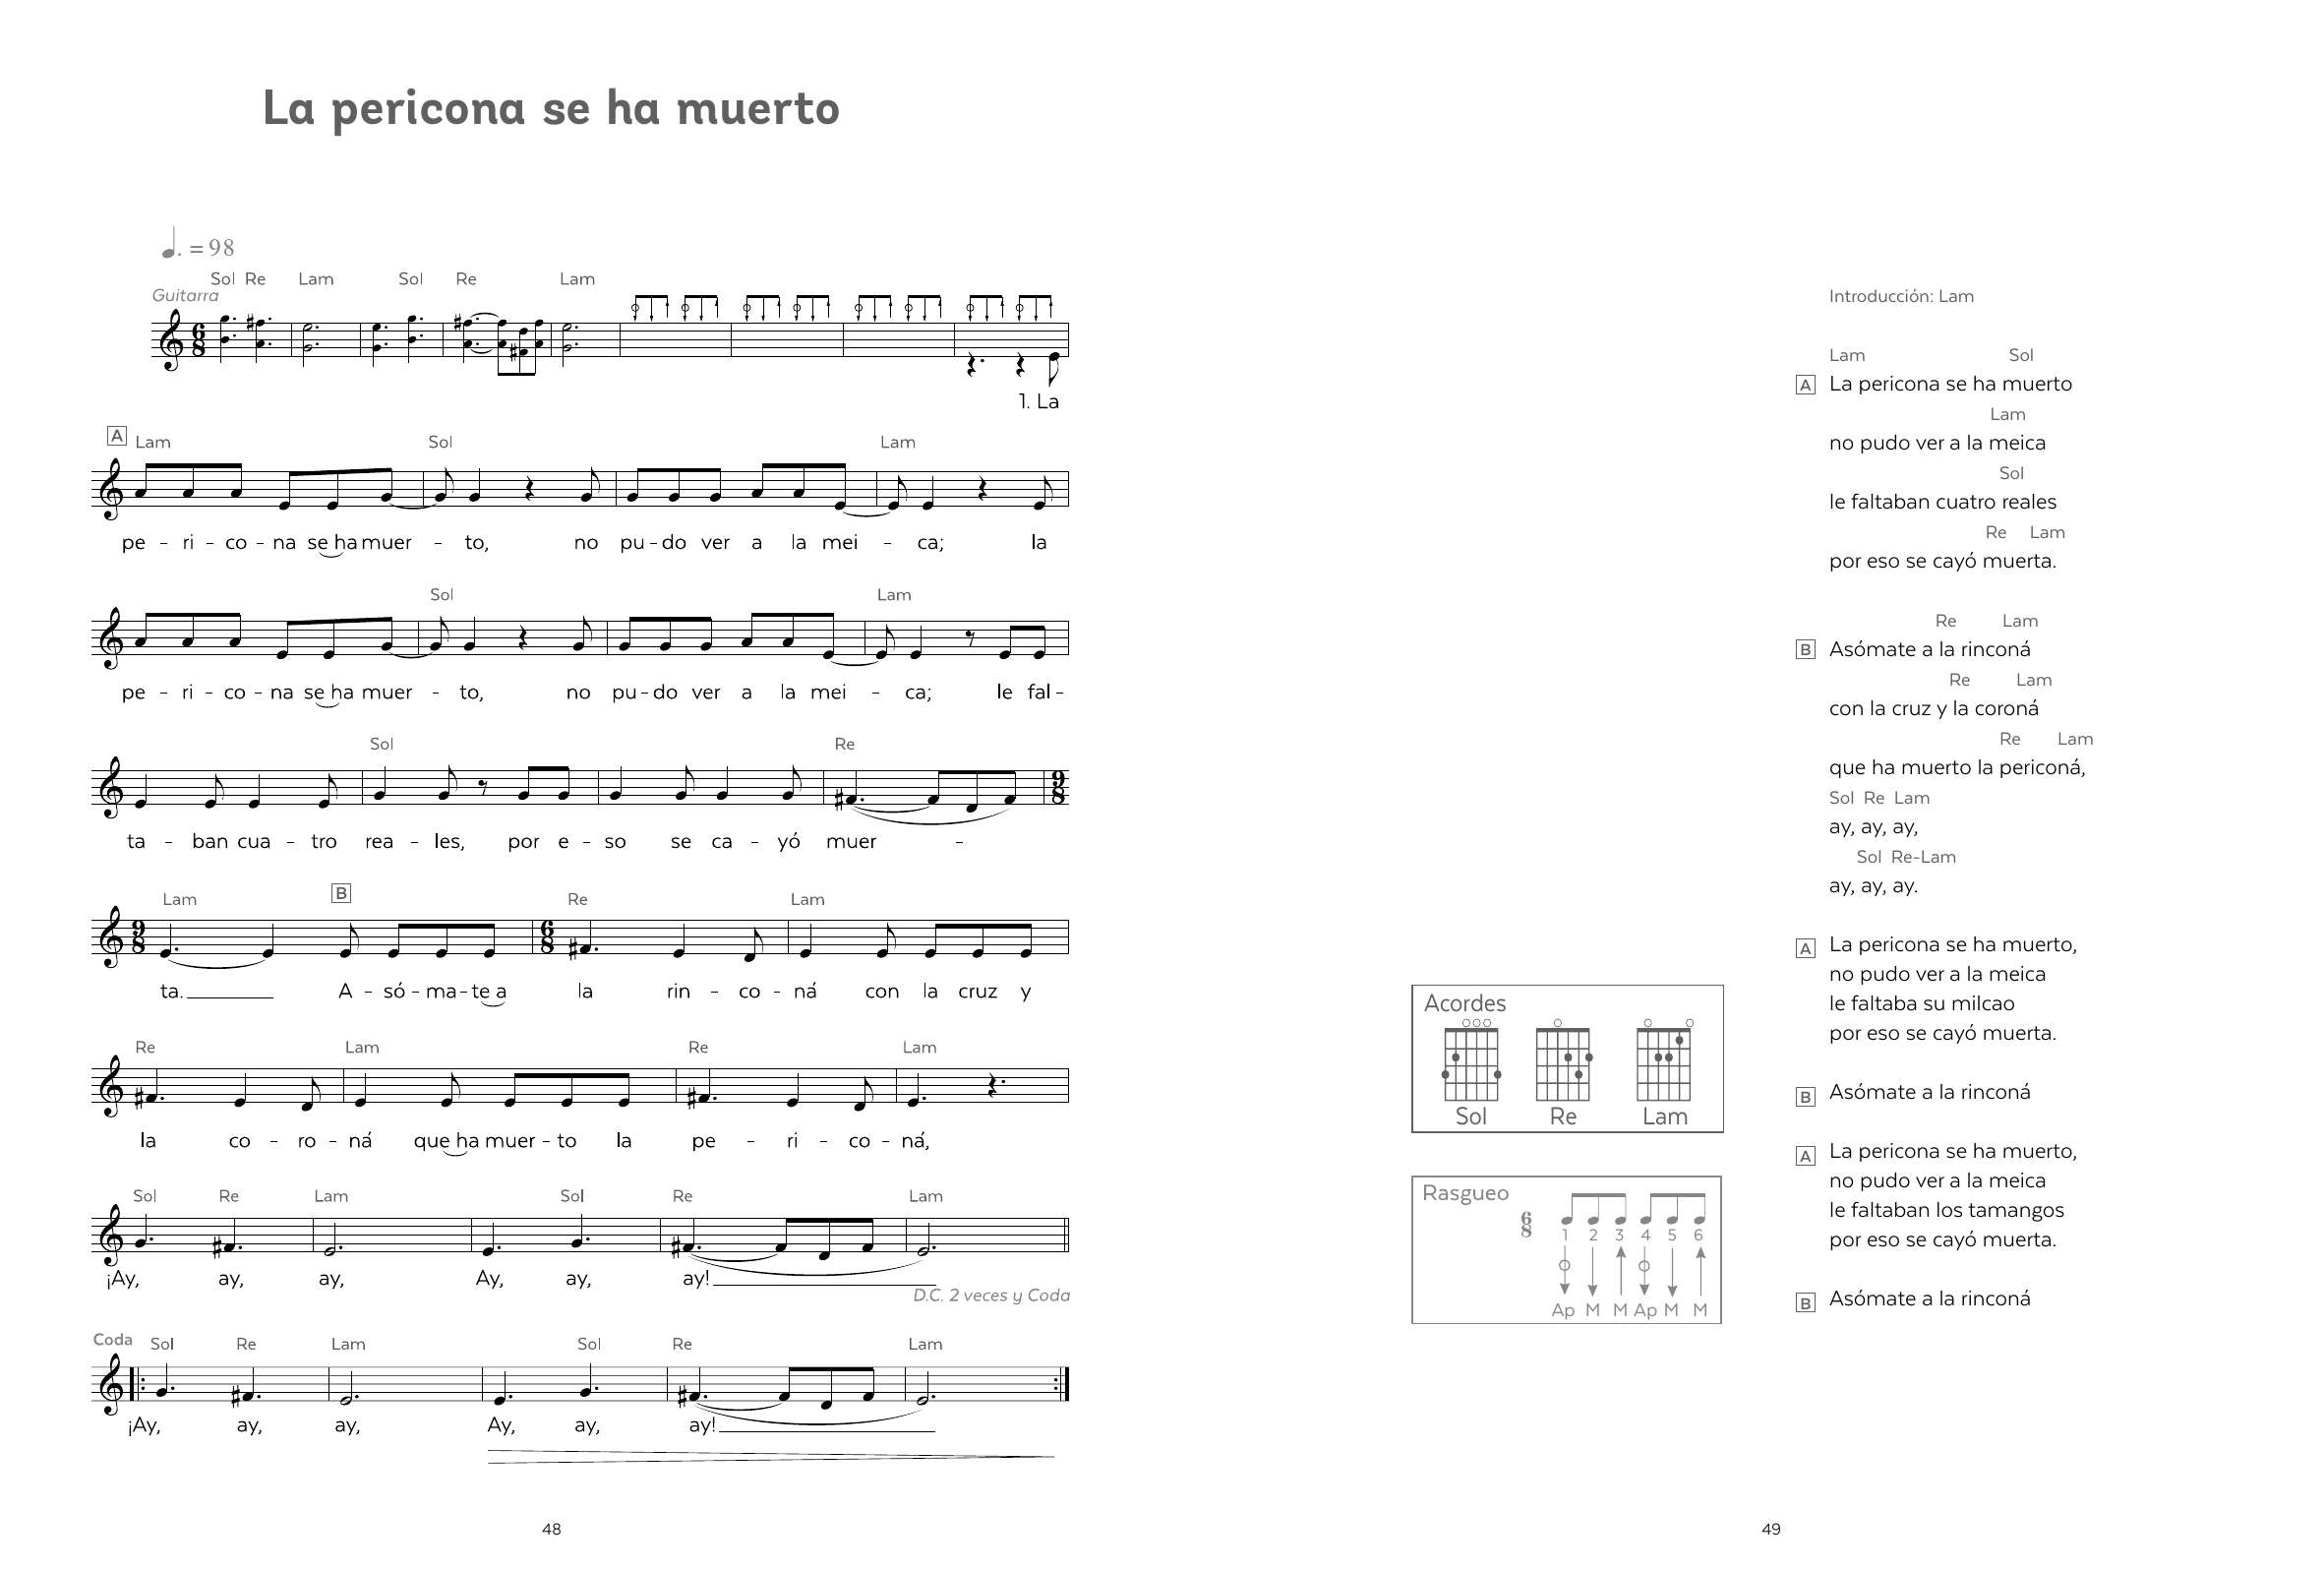 La pericona se ha muerto
. = 98
Sol Re Lam Sol Re Lam
Guitarra
6
8
1. La
A
Lam Sol Lam
pe - ri - co - na se ha muer - to, no pu - do ver a la mei - ca; la
Sol Lam
pe - ri - co - na se ha muer - to, no pu - do ver a la mei - ca; le fal -
Sol Re
9
8
ta - ban cua - tro rea - les, por e - so se ca - yó muer -
Lam B Re Lam
9 6
8 8
ta. A - só - ma - te a la rin - co - ná con la cruz y
Re Lam Re Lam
la co - ro - ná que ha muer - to la pe - ri - co - ná,
Sol Re Lam Sol Re Lam
¡Ay, ay, ay, Ay, ay, ay!
D.C. 2 veces y Coda
Coda Sol Re Lam Sol Re Lam
¡Ay, ay, ay, Ay, ay, ay!
48
Acordes
Sol Re Lam
Rasgueo
6
8
1 2 3 4 5 6
Ap M M Ap M M
Introducción: Lam
Lam Sol
A La pericona se ha muerto
Lam
no pudo ver a la meica
Sol
le faltaban cuatro reales
Re Lam
por eso se cayó muerta.
Re Lam
B Asómate a la rinconá
Re Lam
con la cruz y la coroná
Re Lam
que ha muerto la periconá,
Sol Re Lam
ay, ay, ay,
Sol Re-Lam
ay, ay, ay.
A La pericona se ha muerto,
no pudo ver a la meica
le faltaba su milcao
por eso se cayó muerta.
B Asómate a la rinconá
A La pericona se ha muerto,
no pudo ver a la meica
le faltaban los tamangos
por eso se cayó muerta.
B Asómate a la rinconá
49